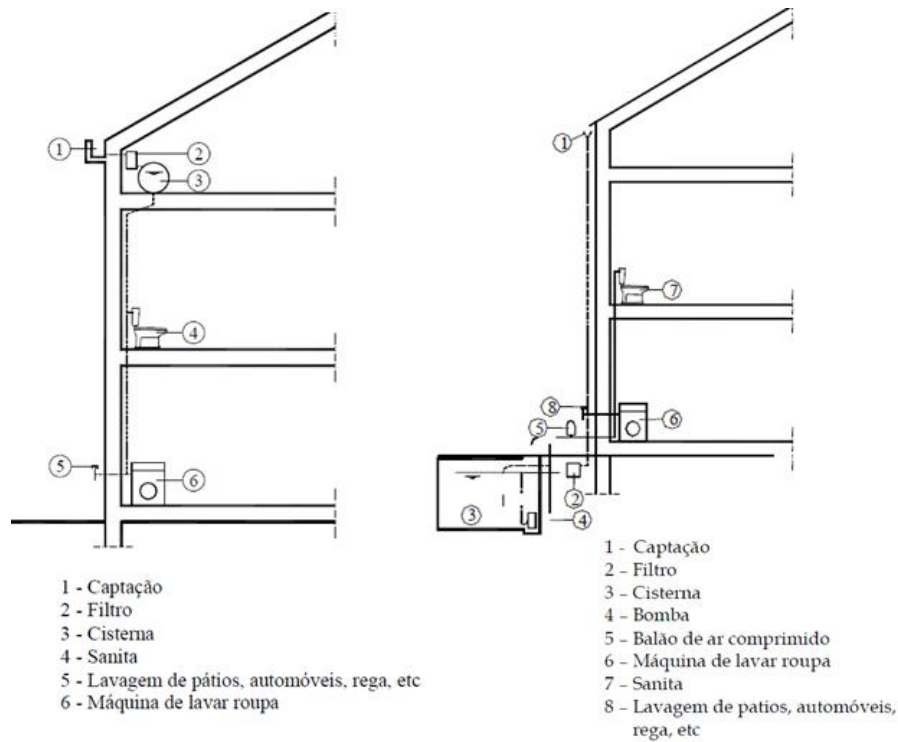 1
2
3
4
5
6
1 - Captação
2 - Filtro
3 - Cisterna
4 - Sanita
5 - Lavagem de pátios, automóveis, rega, etc
6 - Máquina de lavar roupa
1
7
8
5
6
3
2
4
1 - Captação
2 – Filtro
3 – Cisterna
4 – Bomba
5 – Balão de ar comprimido
6 – Máquina de lavar roupa
7 – Sanita
8 – Lavagem de patios, automóveis,
rega, etc